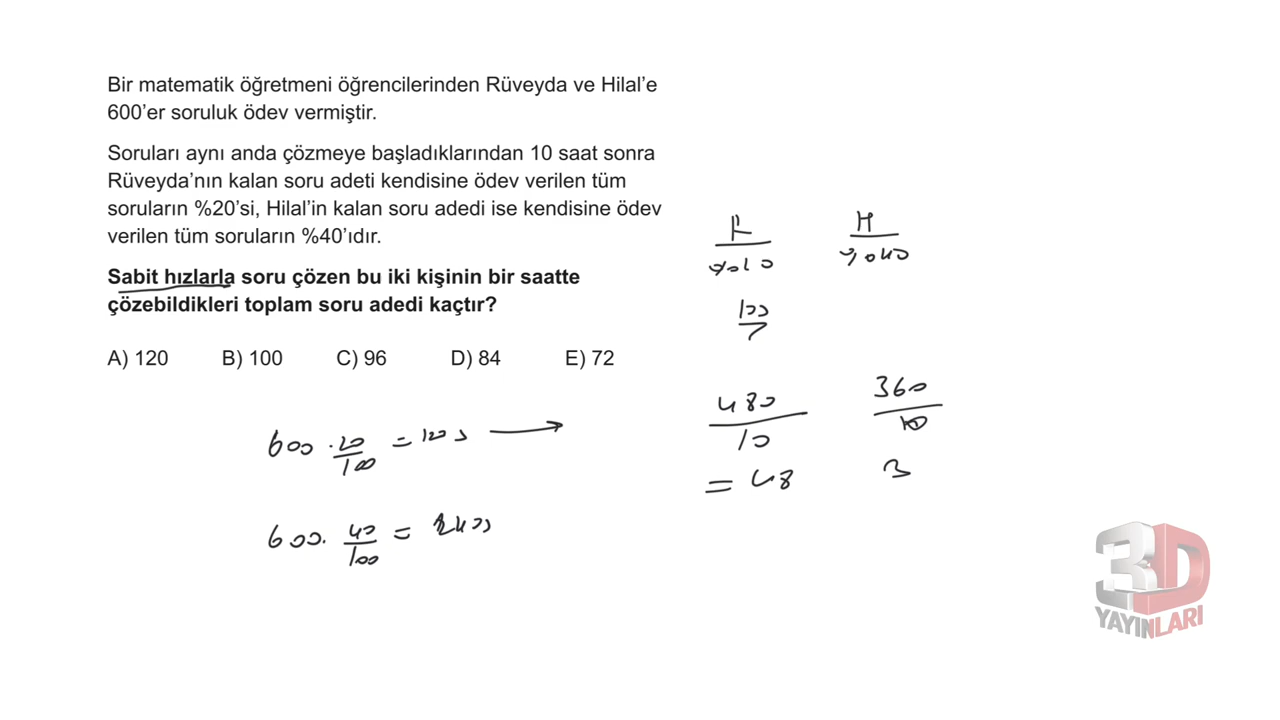 Bir matematik öğretmeni öğrencilerinden Rüveyda ve Hilal’e
600’er soruluk ödev vermiştir.
Soruları aynı anda çözmeye başladıklarından 10 saat sonra
Rüveyda’nın kalan soru adeti kendisine ödev verilen tüm
soruların %20’si, Hilal’in kalan soru adedi ise kendisine ödev
verilen tüm soruların %40’ıdır.
Sabit hızlarla soru çözen bu iki kişinin bir saatte
çözebildikleri toplam soru adedi kaçtır?
A) 120 B) 100 C) 96 D) 84 E) 72
H
%40
480/10
360/10
= 48
3
600 · 20/100 = 120
600 · 40/100 =
3D
YAYINLARI